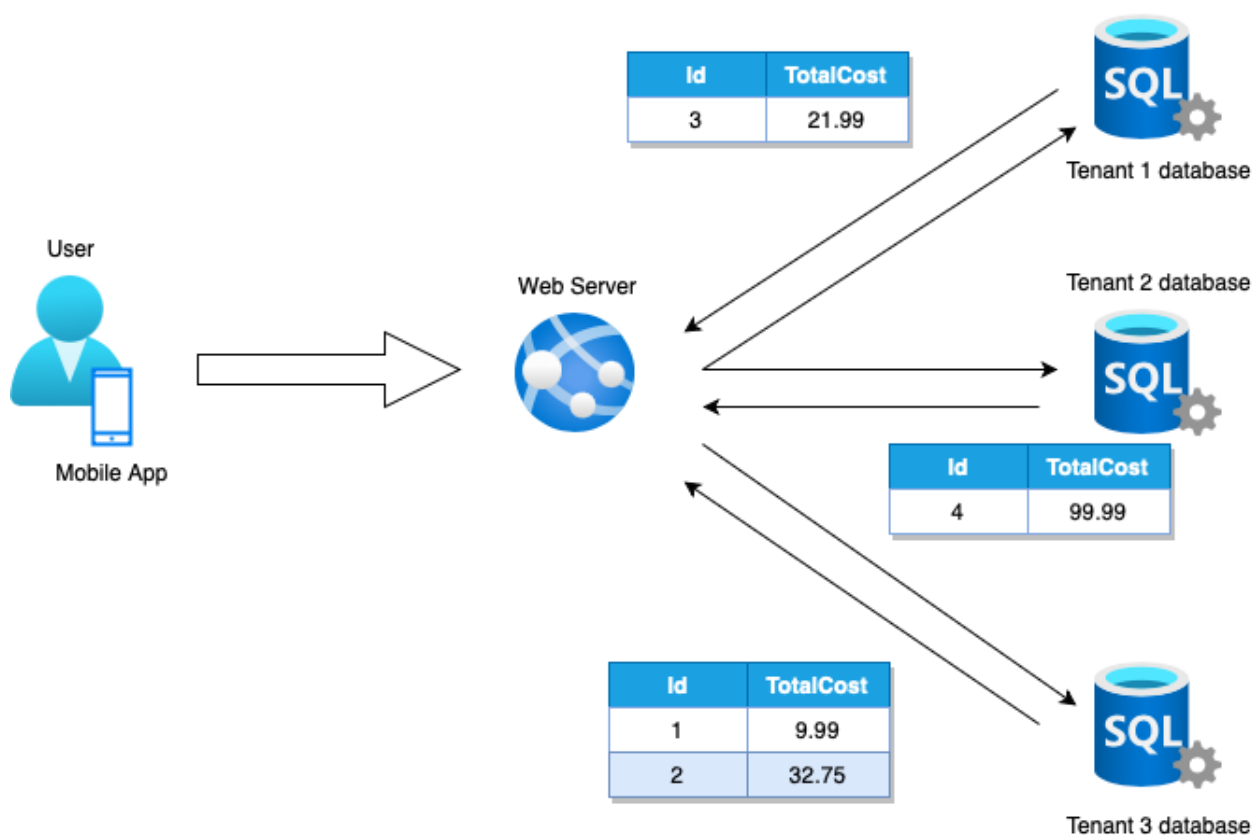 Id TotalCost
3 21.99
SQL
Tenant 1 database
User
Mobile App
Web Server
Tenant 2 database
SQL
Id TotalCost
4 99.99
Id TotalCost
1 9.99
2 32.75
SQL
Tenant 3 database